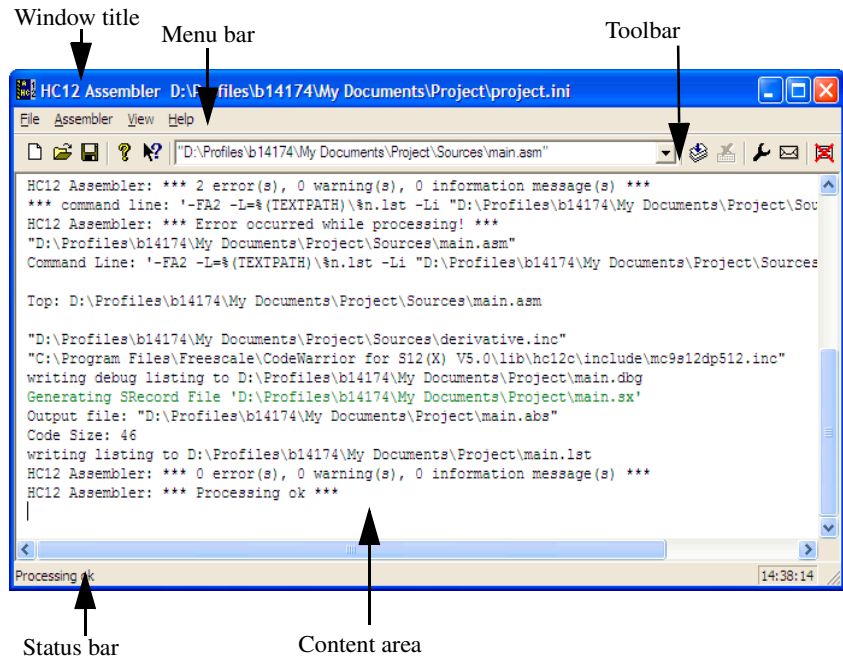 Window title
Menu bar
Toolbar
HC12 Assembler D:\Profiles\b14174\My Documents\Project\project.ini
File Assembler View Help
"D:\Profiles\b14174\My Documents\Project\Sources\main.asm"
HC12 Assembler: *** 2 error(s), 0 warning(s), 0 information message(s) ***
*** command line: '-FA2 -L=%(TEXTPATH)\%n.lst -Li "D:\Profiles\b14174\My Documents\Project\Sou
HC12 Assembler: *** Error occurred while processing! ***
"D:\Profiles\b14174\My Documents\Project\Sources\main.asm"
Command Line: '-FA2 -L=%(TEXTPATH)\%n.lst -Li "D:\Profiles\b14174\My Documents\Project\Sources
Top: D:\Profiles\b14174\My Documents\Project\Sources\main.asm
"D:\Profiles\b14174\My Documents\Project\Sources\derivative.inc"
"C:\Program Files\Freescale\CodeWarrior for S12(X) V5.0\lib\hc12c\include\mc9s12dp512.inc"
writing debug listing to D:\Profiles\b14174\My Documents\Project\main.dbg
Generating SRecord File 'D:\Profiles\b14174\My Documents\Project\main.sx'
Output file: "D:\Profiles\b14174\My Documents\Project\main.abs"
Code Size: 46
writing listing to D:\Profiles\b14174\My Documents\Project\main.lst
HC12 Assembler: *** 0 error(s), 0 warning(s), 0 information message(s) ***
HC12 Assembler: *** Processing ok ***
Processing ok
14:38:14
Status bar
Content area